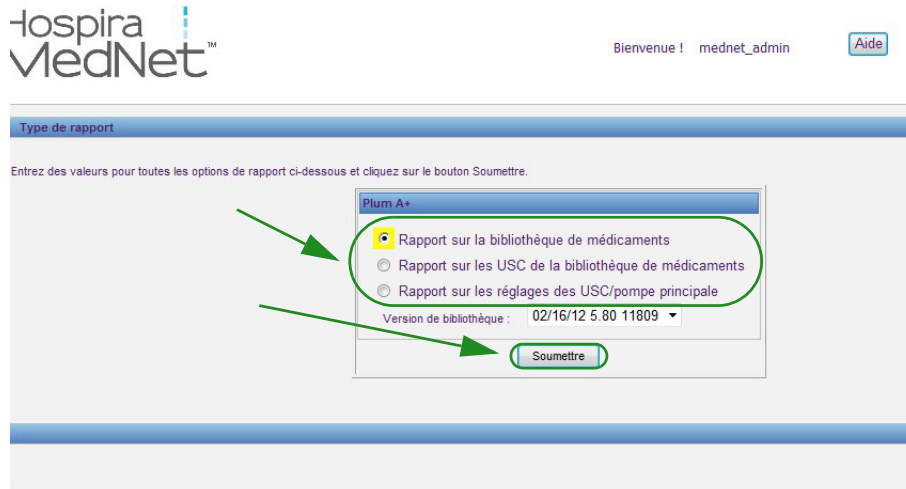 Hospira
MedNet™
Bienvenue ! mednet_admin
Aide
Type de rapport
Entrez des valeurs pour toutes les options de rapport ci-dessous et cliquez sur le bouton Soumettre.
Plum A+
Rapport sur la bibliothèque de médicaments
Rapport sur les USC de la bibliothèque de médicaments
Rapport sur les réglages des USC/pompe principale
Version de bibliothèque : 02/16/12 5.80 11809
Soumettre